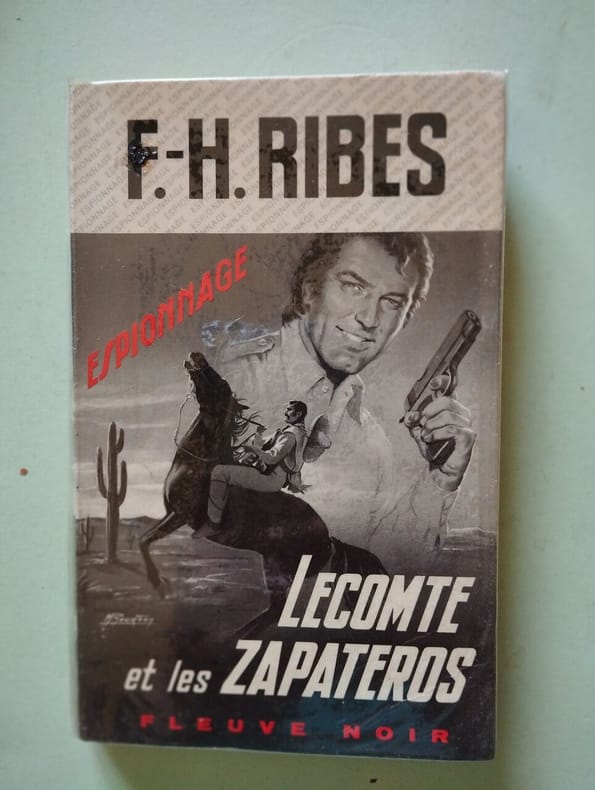 F.-H. RIBES
ESPIONNAGE
LECOMTE
et les ZAPATEROS
FLEUVE NOIR